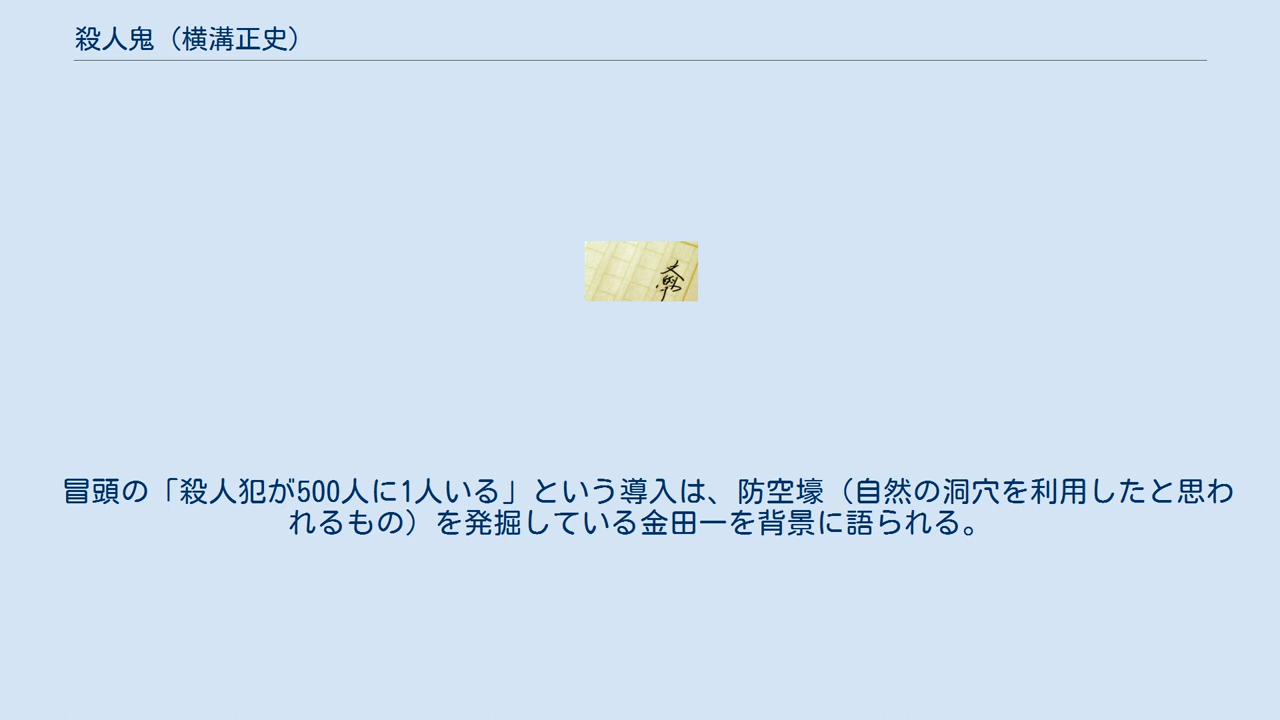 殺人鬼（横溝正史）
冒頭の「殺人犯が500人に1人いる」という導入は、防空壕（自然の洞穴を利用したと思わ
れるもの）を発掘している金田一を背景に語られる。